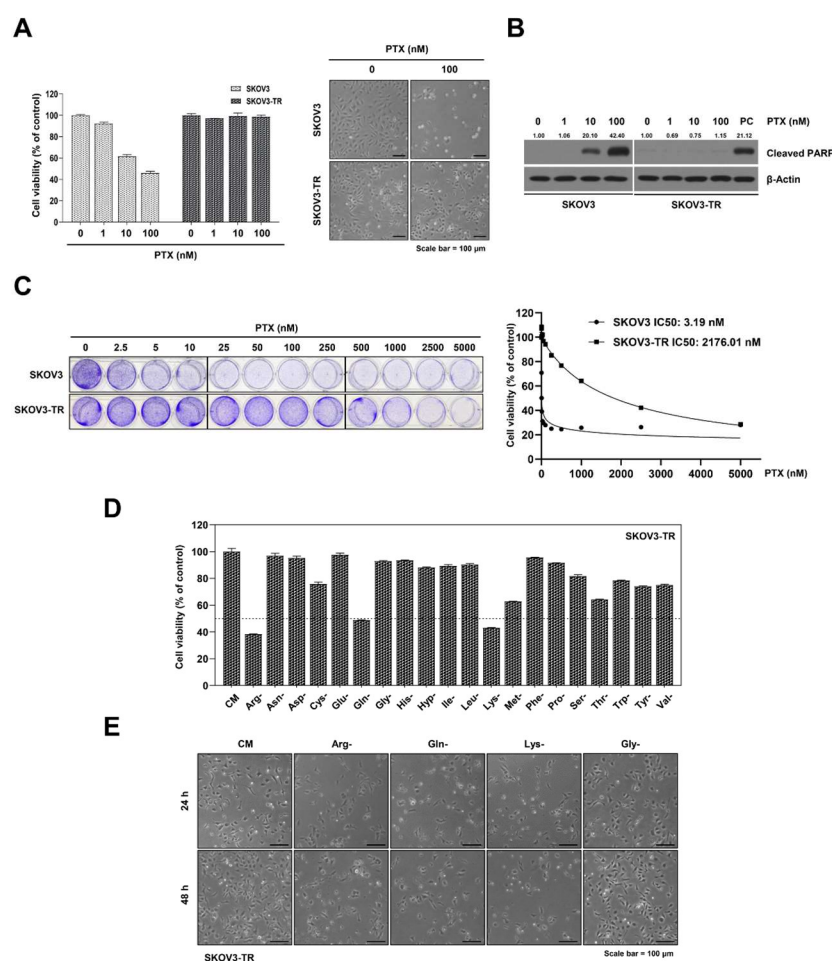 A
PTX (nM)
0 100
SKOV3
SKOV3-TR
Cell viability (% of control)
120
100
80
60
40
20
0
0 1 10 100 0 1 10 100
PTX (nM)
SKOV3
SKOV3-TR
Scale bar = 100 μm
B
0 1 10 100 0 1 10 100 PC PTX (nM)
1.00 1.06 20.10 42.40 1.00 0.69 0.75 1.15 21.12
Cleaved PARP
β-Actin
SKOV3 SKOV3-TR
C
PTX (nM)
0 2.5 5 10 25 50 100 250 500 1000 2500 5000
SKOV3
SKOV3-TR
Cell viability (% of control)
120
100
80
60
40
20
0
SKOV3 IC50: 3.19 nM
SKOV3-TR IC50: 2176.01 nM
0 1000 2000 3000 4000 5000 PTX (nM)
D
Cell viability (% of control)
120
100
80
60
40
20
0
SKOV3-TR
CM Arg- Asn- Asp- Cys- Glu- Gln- Gly- His- Hyp- Ile- Leu- Lys- Met- Phe- Pro- Ser- Thr- Trp- Tyr- Val-
E
CM Arg- Gln- Lys- Gly-
24 h
48 h
SKOV3-TR
Scale bar = 100 μm